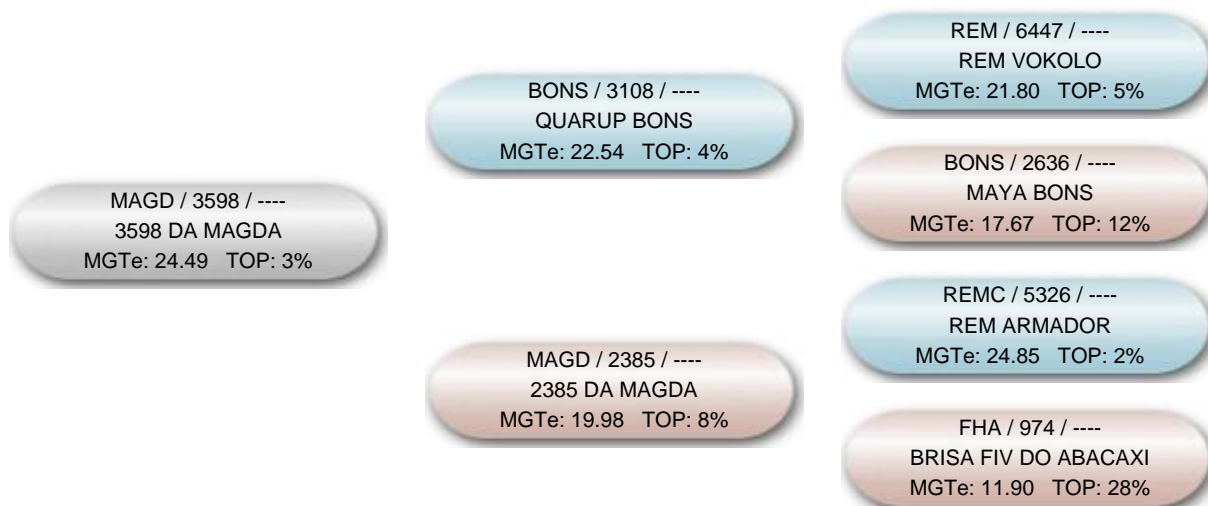 MAGD / 3598 / ----
3598 DA MAGDA
MGTe: 24.49 TOP: 3%
BONS / 3108 / ----
QUARUP BONS
MGTe: 22.54 TOP: 4%
MAGD / 2385 / ----
2385 DA MAGDA
MGTe: 19.98 TOP: 8%
REM / 6447 / ----
REM VOKOLO
MGTe: 21.80 TOP: 5%
BONS / 2636 / ----
MAYA BONS
MGTe: 17.67 TOP: 12%
REMC / 5326 / ----
REM ARMADOR
MGTe: 24.85 TOP: 2%
FHA / 974 / ----
BRISA FIV DO ABACAXI
MGTe: 11.90 TOP: 28%